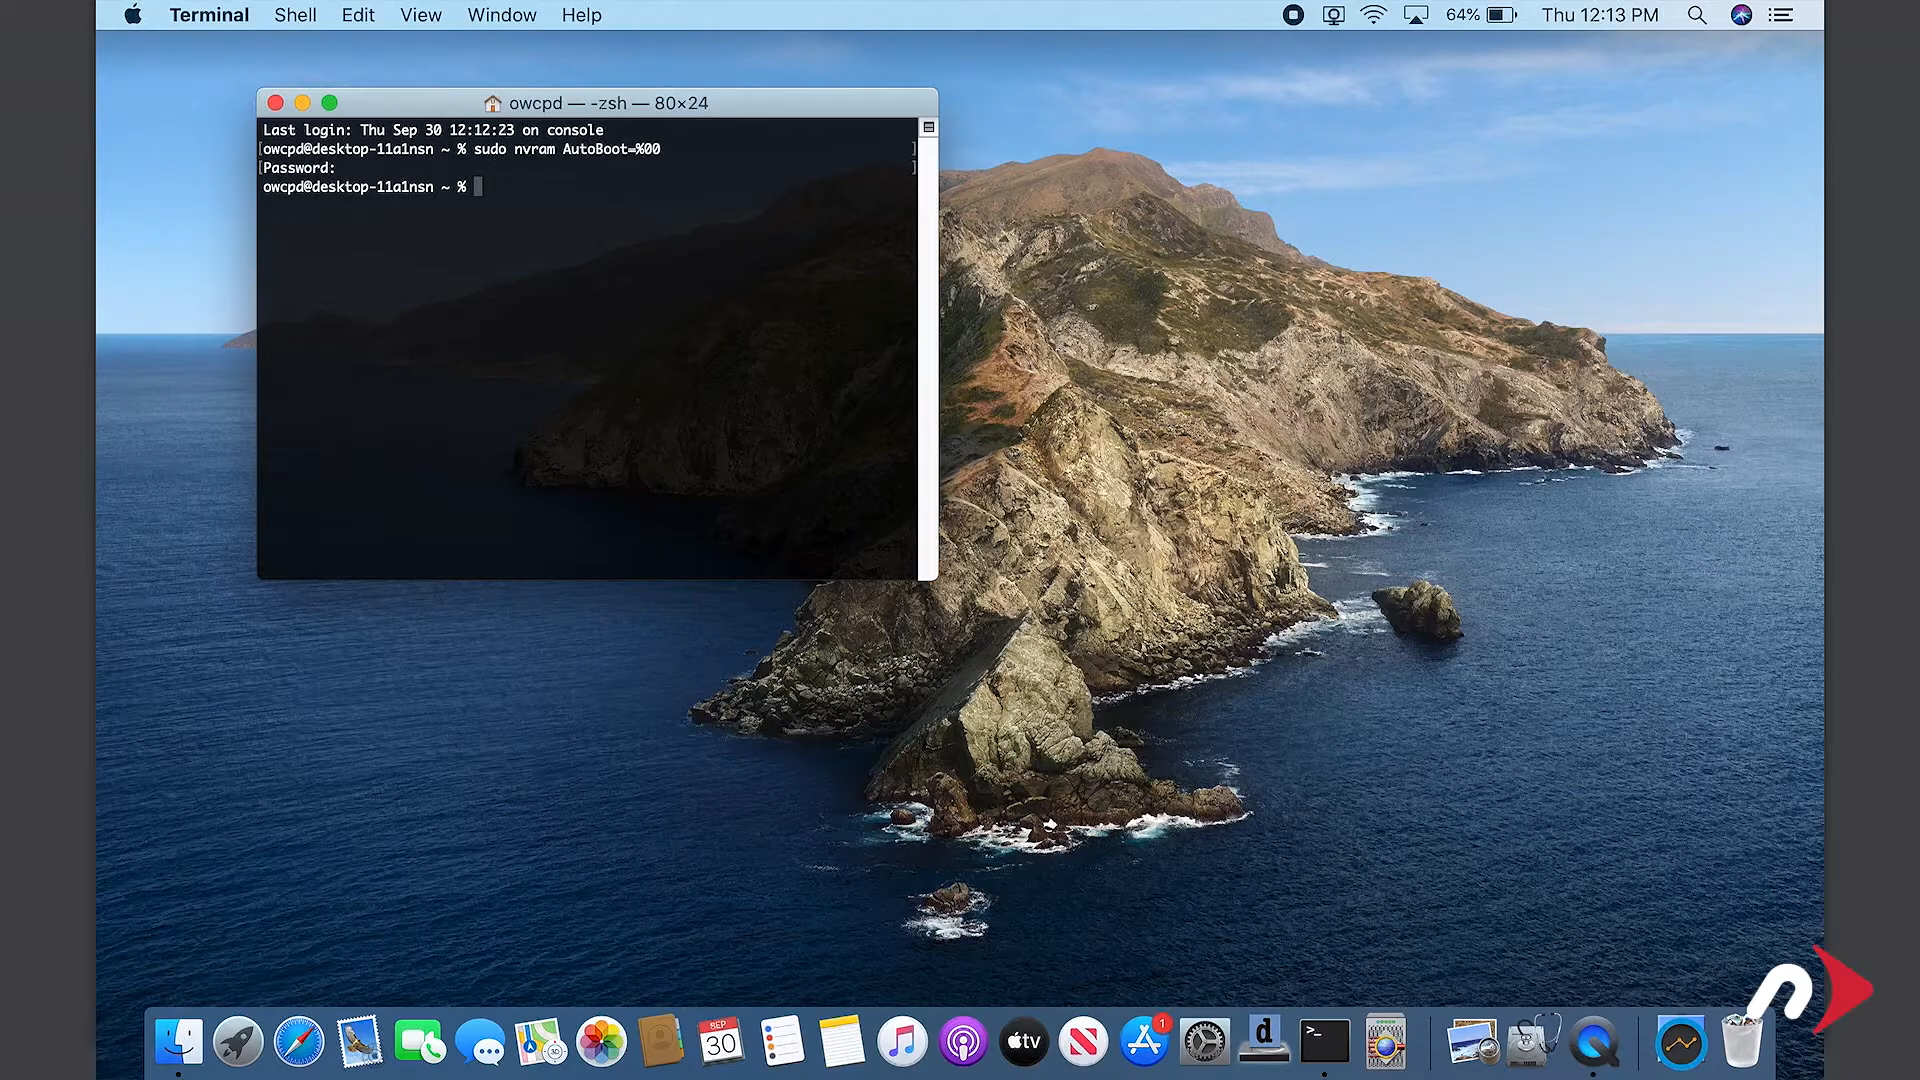 Terminal Shell Edit View Window Help 64% Thu 12:13 PM
owcpd — -zsh — 80×24
Last login: Thu Sep 30 12:12:23 on console
[owcpd@desktop-11a1nsn ~ % sudo nvram AutoBoot=%00 ]
[Password: ]
owcpd@desktop-11a1nsn ~ %
SEP
30
30
tv
1
d
>_